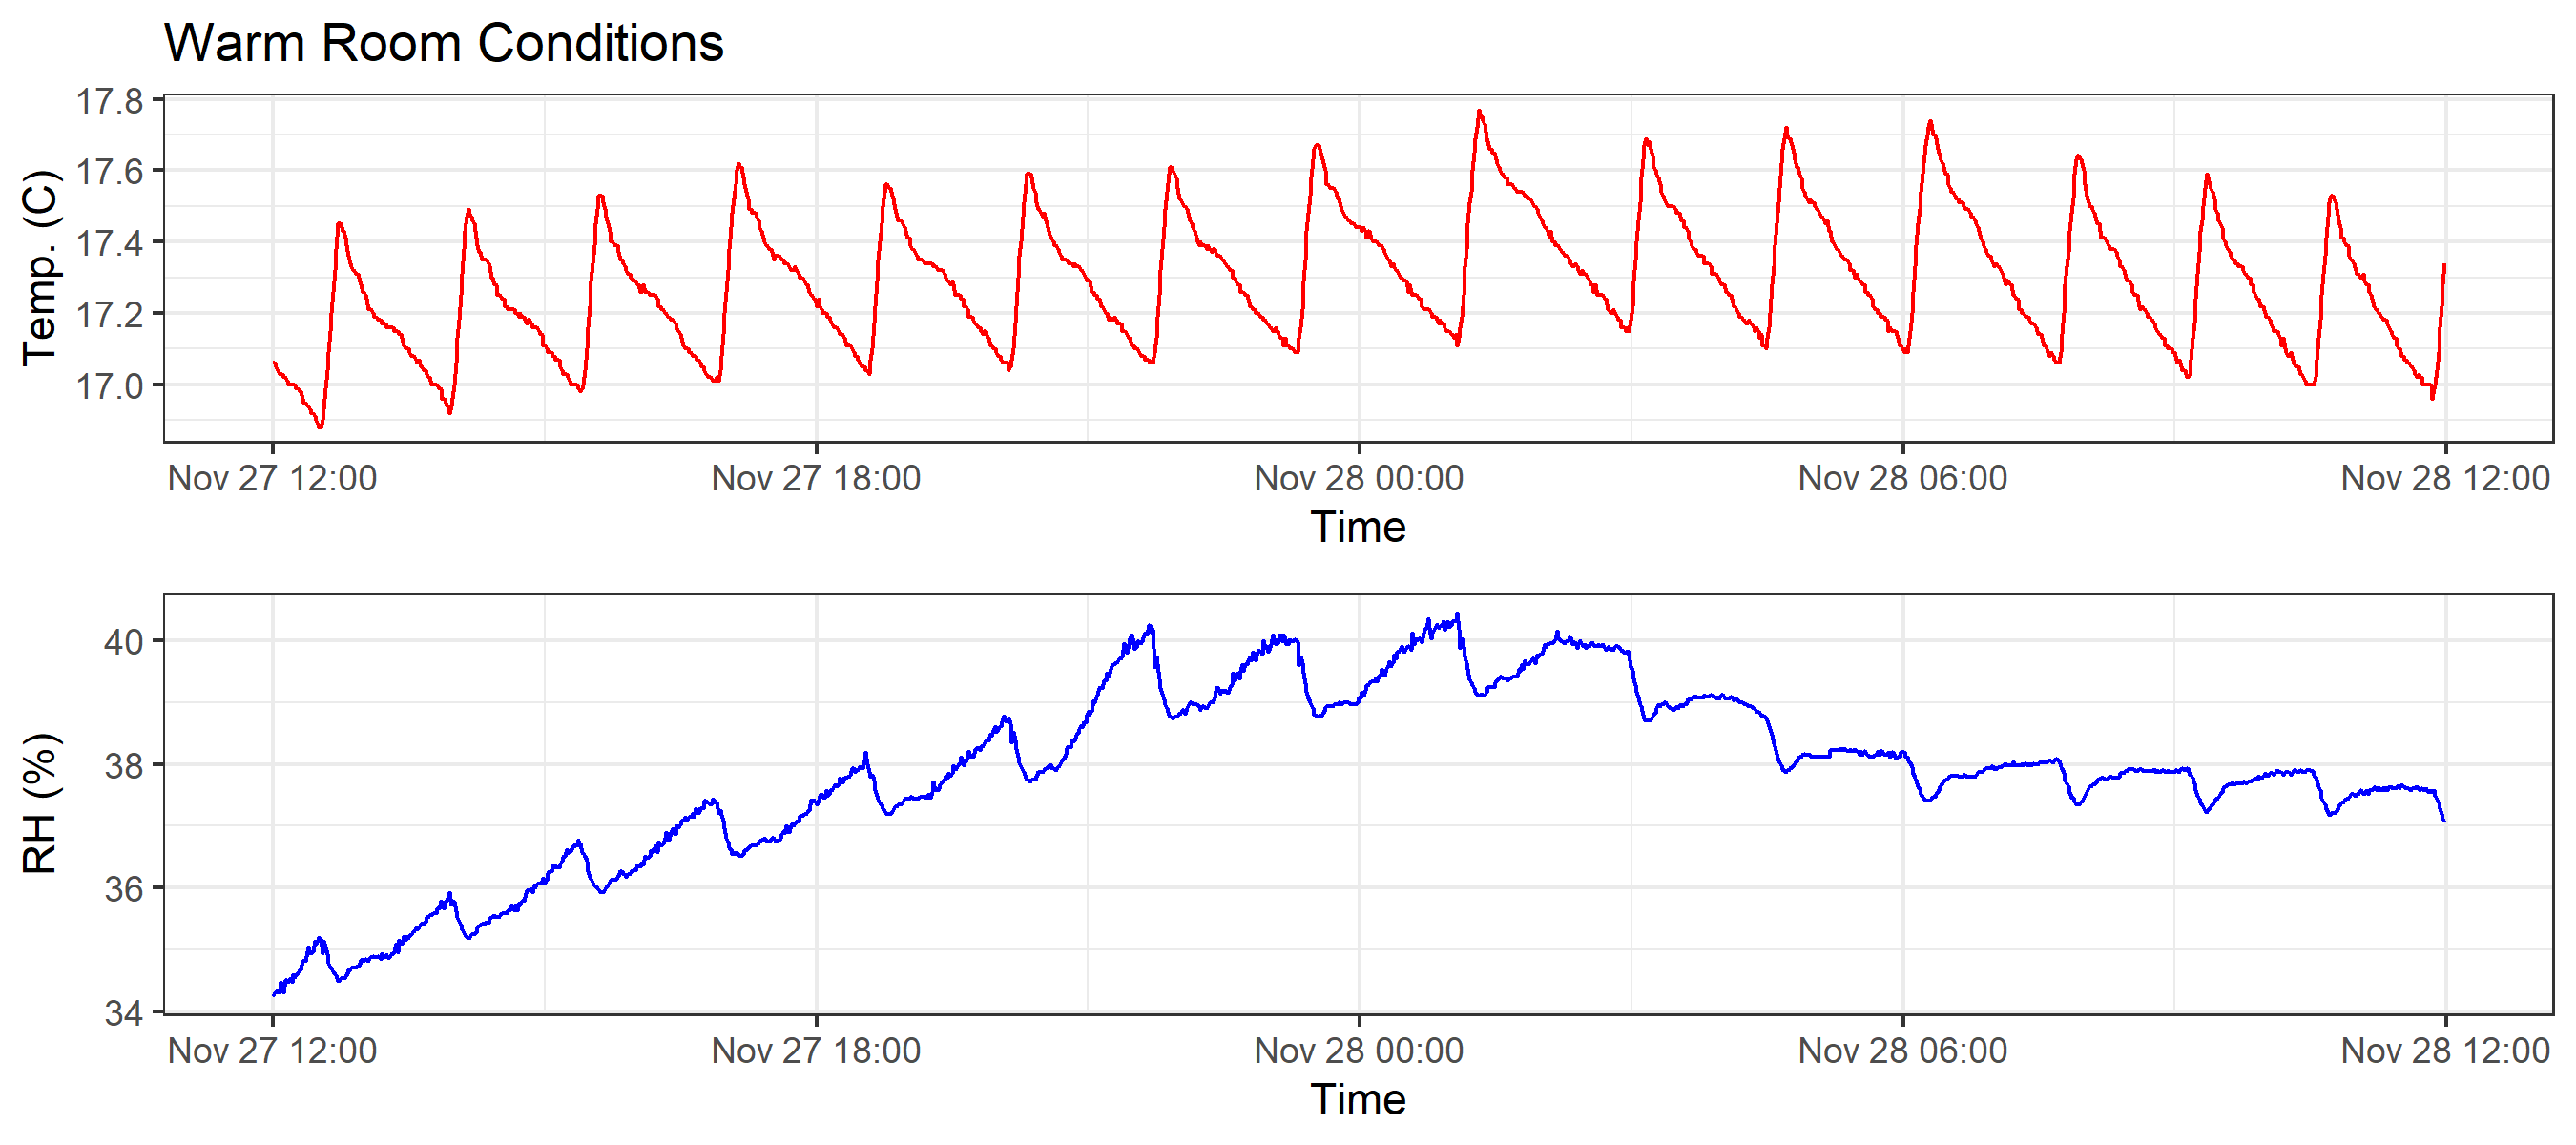 Warm Room Conditions
17.8
17.6
17.4
17.2
17.0
Temp. (C)
Nov 27 12:00 Nov 27 18:00 Nov 28 00:00 Nov 28 06:00 Nov 28 12:00
Time
40
38
36
34
RH (%)
Nov 27 12:00 Nov 27 18:00 Nov 28 00:00 Nov 28 06:00 Nov 28 12:00
Time